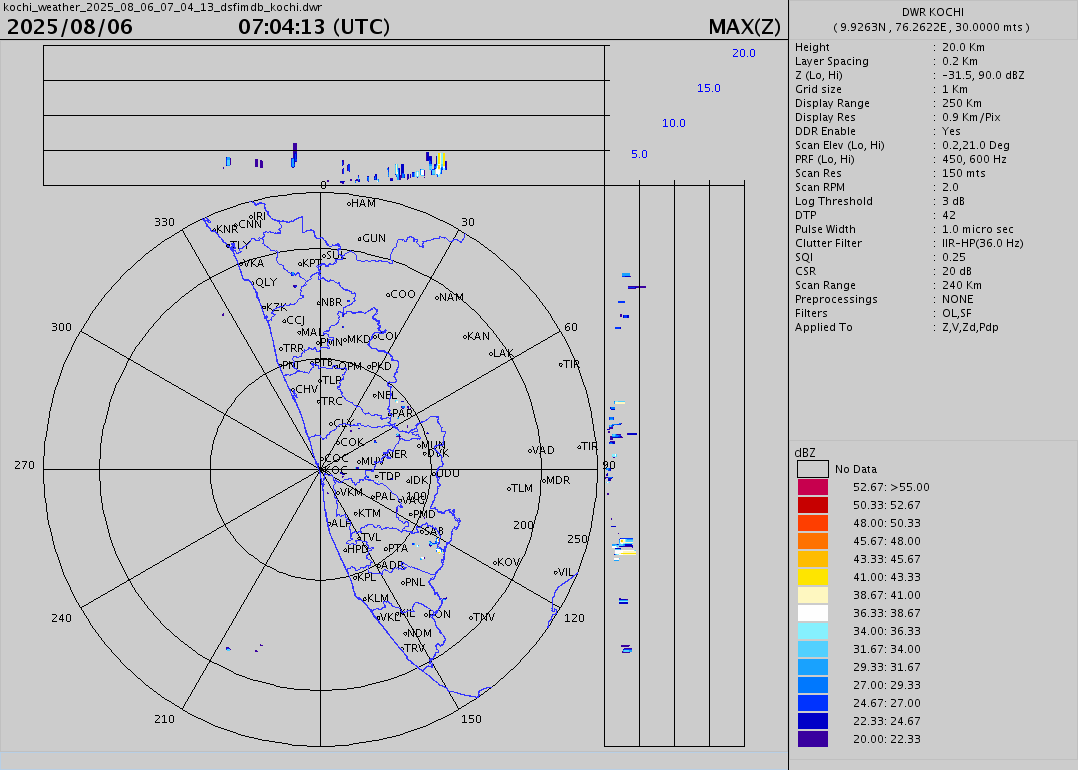 kochi_weather_2025_08_06_07_04_13_dsfimdb_kochi.dwr
2025/08/06 07:04:13 (UTC) MAX(Z)
20.0
15.0
10.0
5.0
0
330
30
300
60
270
90
240
120
210
150
100
200
250
HAM
IRI
CNN
KNR
TLY
GUN
SUL
VKA
KPT
QLY
COO
NAM
NBR
KZK
CCJ
MAL
PMN
MKD
COI
KAN
TRR
LAK
PNI
PTB
OPM
PKD
TIR
TLP
CHV
NEL
TRC
PAR
CLY
COK
MUN
NER
DVK
VAD
TIR
COC
MUV
KOC
TDP
UDU
IDK
MDR
TLM
VKM
PAL
VAG
KTM
PMD
ALP
SAB
TVL
HPD
PTA
ADR
KOV
VIL
KPL
PNL
KLM
VKL
KIL
PON
TNV
NDM
TRV
DWR KOCHI
( 9.9263N , 76.2622E , 30.0000 mts )
Height : 20.0 Km
Layer Spacing : 0.2 Km
Z (Lo, Hi) : -31.5, 90.0 dBZ
Grid size : 1 Km
Display Range : 250 Km
Display Res : 0.9 Km/Pix
DDR Enable : Yes
Scan Elev (Lo, Hi) : 0.2,21.0 Deg
PRF (Lo, Hi) : 450, 600 Hz
Scan Res : 150 mts
Scan RPM : 2.0
Log Threshold : 3 dB
DTP : 42
Pulse Width : 1.0 micro sec
Clutter Filter : IIR-HP(36.0 Hz)
SQI : 0.25
CSR : 20 dB
Scan Range : 240 Km
Preprocessings : NONE
Filters : OL,SF
Applied To : Z,V,Zd,Pdp
dBZ
No Data
52.67: >55.00
50.33: 52.67
48.00: 50.33
45.67: 48.00
43.33: 45.67
41.00: 43.33
38.67: 41.00
36.33: 38.67
34.00: 36.33
31.67: 34.00
29.33: 31.67
27.00: 29.33
24.67: 27.00
22.33: 24.67
20.00: 22.33